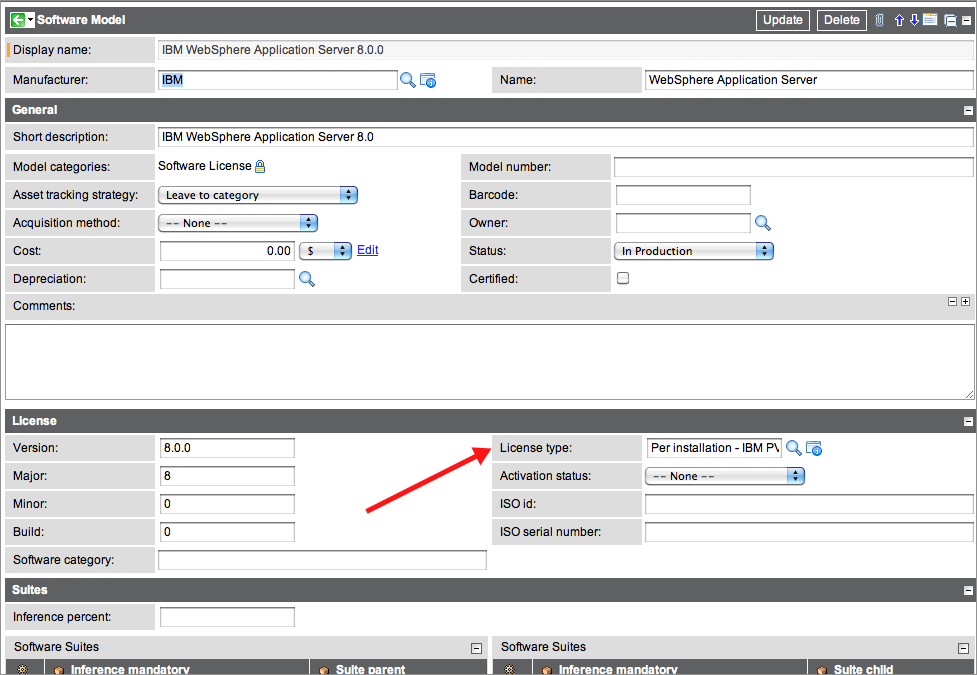 Software Model Update Delete
Display name: IBM WebSphere Application Server 8.0.0
Manufacturer: IBM Name: WebSphere Application Server
General
Short description: IBM WebSphere Application Server 8.0
Model categories: Software License Model number:
Asset tracking strategy: Leave to category Barcode:
Acquisition method: -- None -- Owner:
Cost: 0.00 $ Edit Status: In Production
Depreciation: Certified:
Comments:
License
Version: 8.0.0 License type: Per installation - IBM PV
Major: 8 Activation status: -- None --
Minor: 0 ISO id:
Build: 0 ISO serial number:
Software category:
Suites
Inference percent:
Software Suites Software Suites
Inference mandatory Suite parent Inference mandatory Suite child